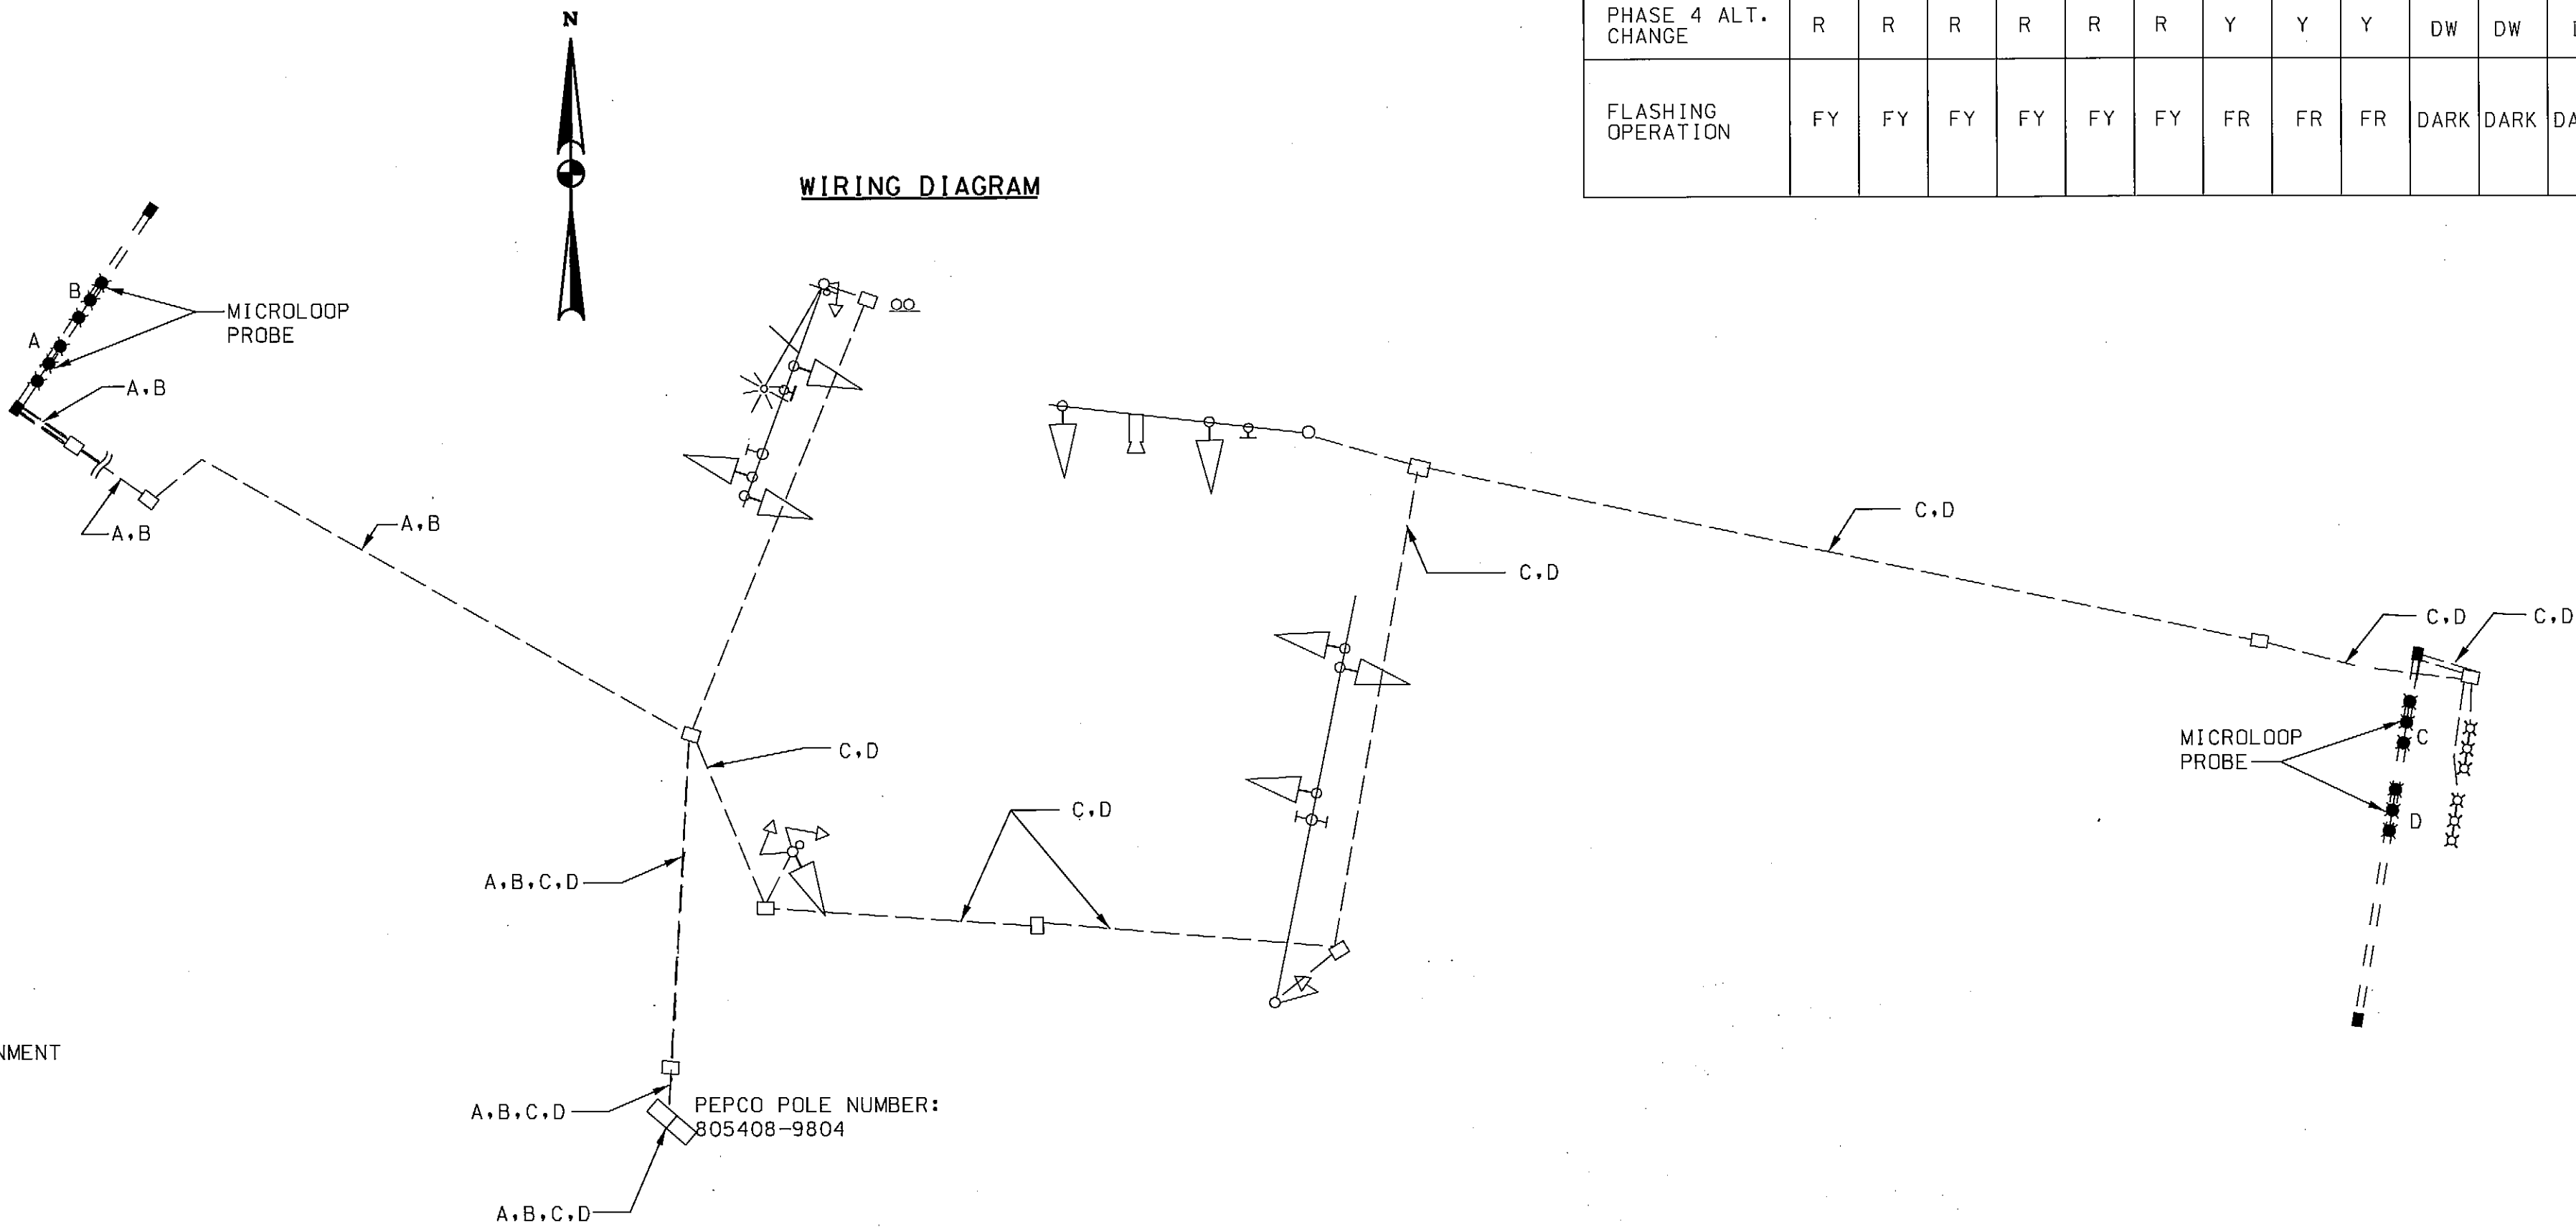 N
PHASE 4 ALT. CHANGE R R R R R R Y Y Y DW DW
FLASHING OPERATION FY FY FY FY FY FY FR FR FR DARK DARK
WIRING DIAGRAM
B
MICROLOOP
PROBE
A
A,B
A,B
A,B
C,D
C,D
C,D
C,D
C,D
C,D
MICROLOOP
PROBE
C
D
A,B,C,D
NMENT
A,B,C,D
PEPCO POLE NUMBER:
805408-9804
A,B,C,D